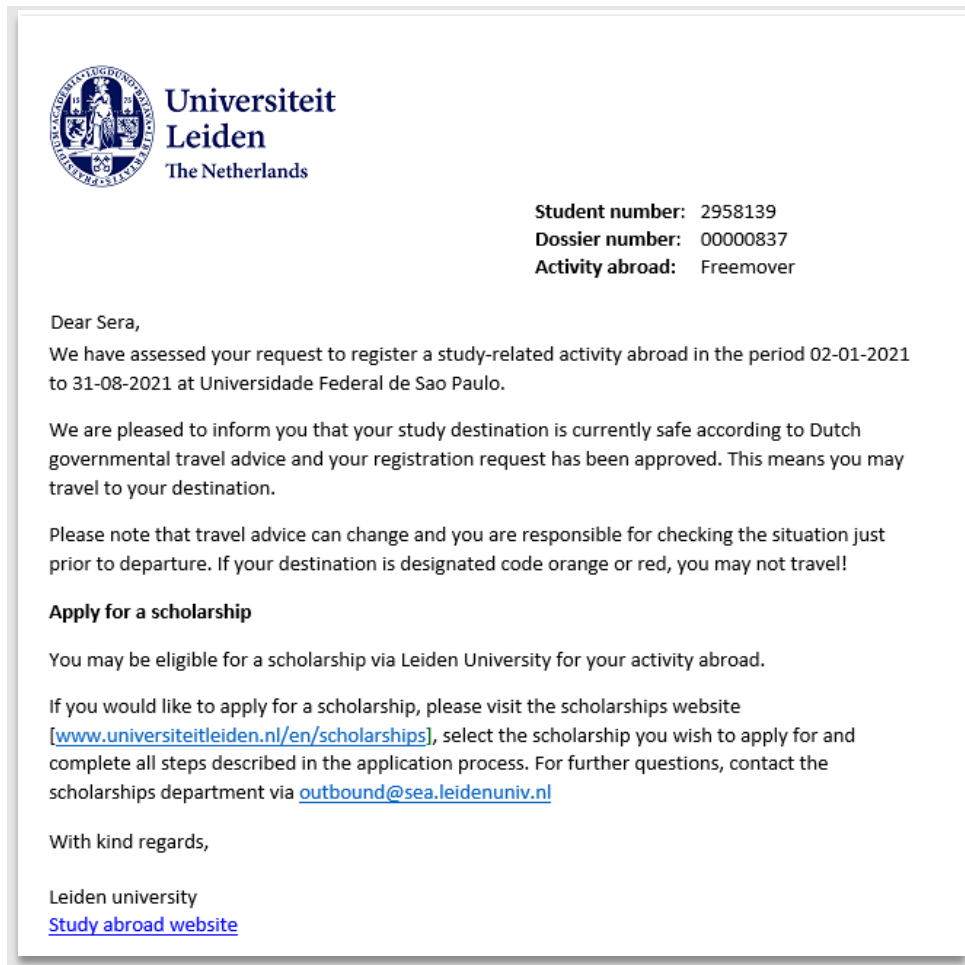 Universiteit
Leiden
The Netherlands
Student number: 2958139
Dossier number: 00000837
Activity abroad: Freemover
Dear Sera,
We have assessed your request to register a study-related activity abroad in the period 02-01-2021
to 31-08-2021 at Universidade Federal de Sao Paulo.
We are pleased to inform you that your study destination is currently safe according to Dutch
governmental travel advice and your registration request has been approved. This means you may
travel to your destination.
Please note that travel advice can change and you are responsible for checking the situation just
prior to departure. If your destination is designated code orange or red, you may not travel!
Apply for a scholarship
You may be eligible for a scholarship via Leiden University for your activity abroad.
If you would like to apply for a scholarship, please visit the scholarships website
[www.universiteitleiden.nl/en/scholarships], select the scholarship you wish to apply for and
complete all steps described in the application process. For further questions, contact the
scholarships department via outbound@sea.leidenuniv.nl
With kind regards,
Leiden university
Study abroad website